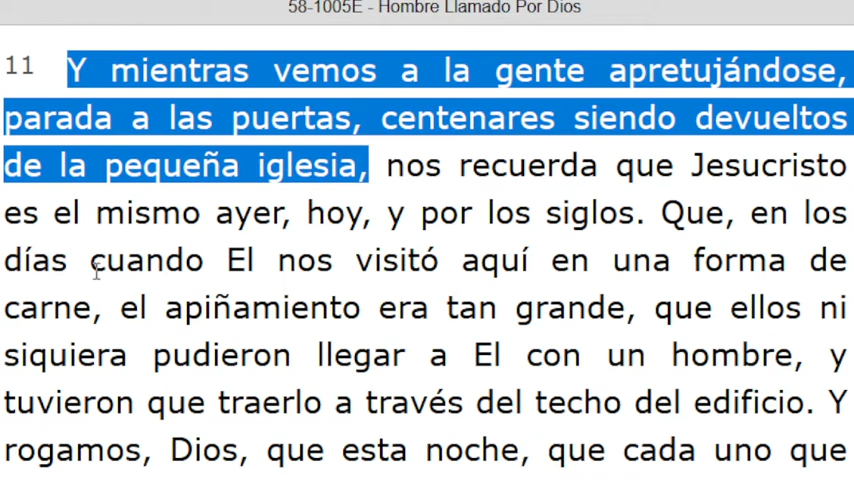 58-1005E - Hombre Llamado Por Dios
11 Y mientras vemos a la gente apretujándose,
parada a las puertas, centenares siendo devueltos
de la pequeña iglesia, nos recuerda que Jesucristo
es el mismo ayer, hoy, y por los siglos. Que, en los
días cuando El nos visitó aquí en una forma de
carne, el apiñamiento era tan grande, que ellos ni
siquiera pudieron llegar a El con un hombre, y
tuvieron que traerlo a través del techo del edificio. Y
rogamos, Dios, que esta noche, que cada uno que